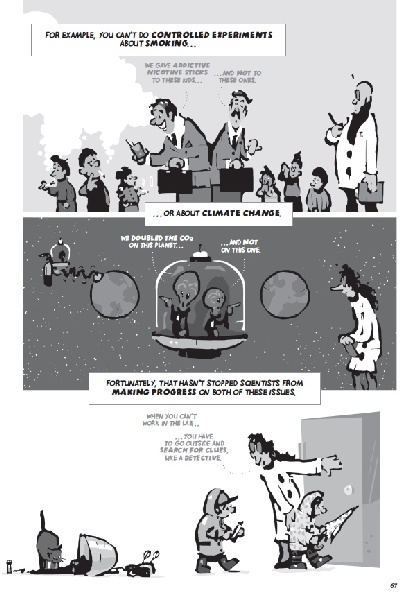 FOR EXAMPLE, YOU CAN'T DO CONTROLLED EXPERIMENTS
ABOUT SMOKING...
WE GAVE ADDICTIVE
NICOTINE STICKS
TO THESE KIDS...
...AND NOT TO
THESE ONES.
...OR ABOUT CLIMATE CHANGE.
WE DOUBLED THE CO2
ON THIS PLANET...
...AND NOT
ON THIS ONE.
FORTUNATELY, THAT HASN'T STOPPED SCIENTISTS FROM
MAKING PROGRESS ON BOTH OF THESE ISSUES.
WHEN YOU CAN'T
WORK IN THE LAB...
...YOU HAVE
TO GO OUTSIDE AND
SEARCH FOR CLUES,
LIKE A DETECTIVE.
67